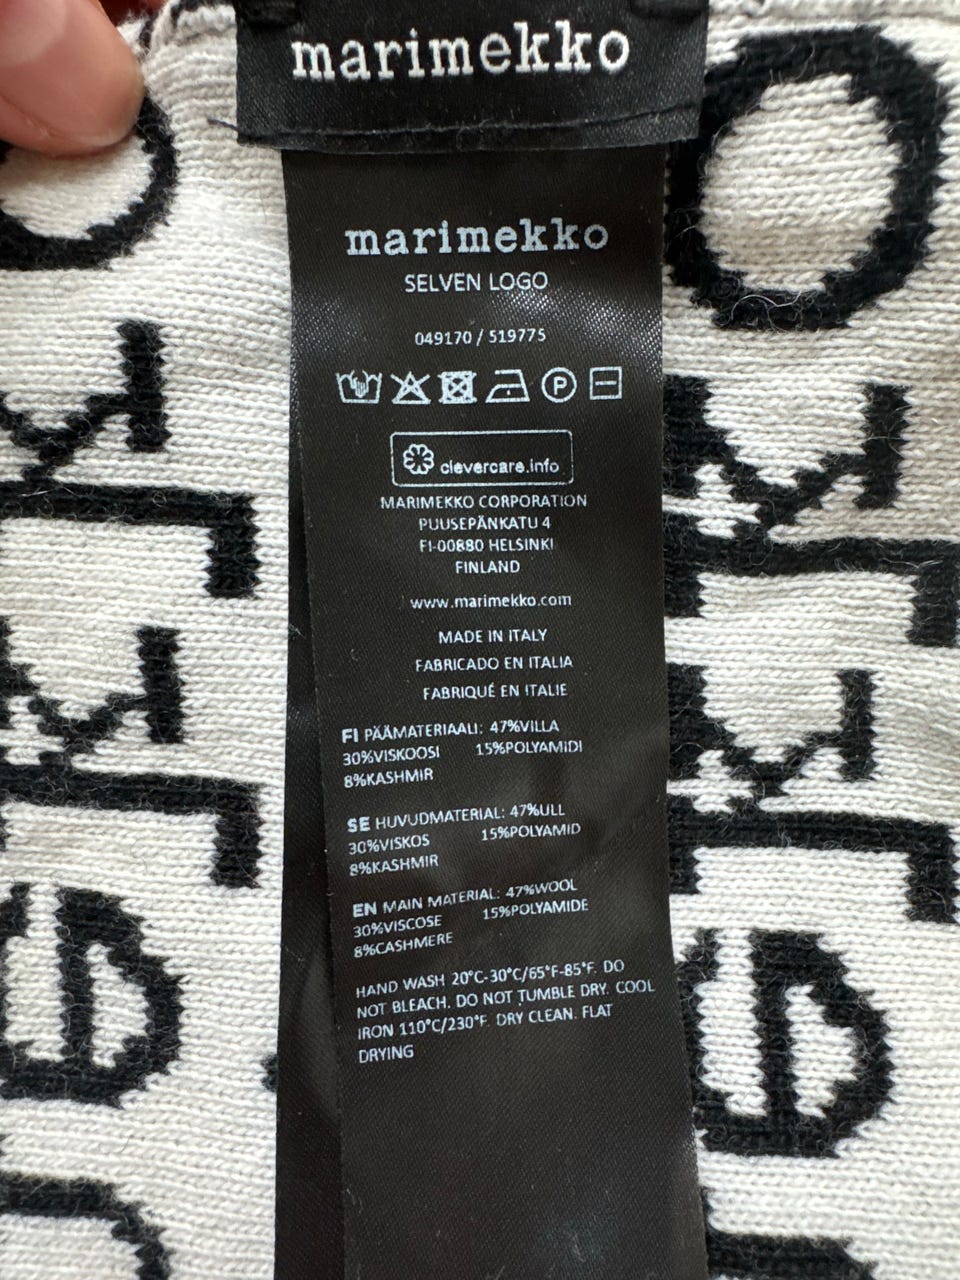 marimekko
marimekko
SELVEN LOGO
049170 / 519775
P
clevercare.info
MARIMEKKO CORPORATION
PUUSEPÄNKATU 4
FI-00880 HELSINKI
FINLAND
www.marimekko.com
MADE IN ITALY
FABRICADO EN ITALIA
FABRIQUÉ EN ITALIE
FI PÄÄMATERIAALI: 47%VILLA
30%VISKOOSI 15%POLYAMIDI
8%KASHMIR
SE HUVUDMATERIAL: 47%ULL
30%VISKOS 15%POLYAMID
8%KASHMIR
EN MAIN MATERIAL: 47%WOOL
30%VISCOSE 15%POLYAMIDE
8%CASHMERE
HAND WASH 20°C-30°C/65°F-85°F. DO
NOT BLEACH. DO NOT TUMBLE DRY. COOL
IRON 110°C/230°F. DRY CLEAN. FLAT
DRYING